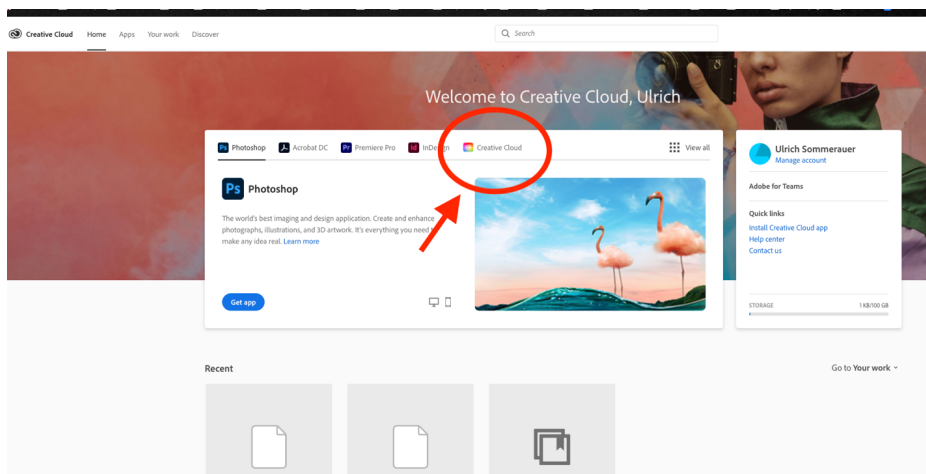 Creative Cloud Home Apps Your work Discover Search
Welcome to Creative Cloud, Ulrich
Ps Photoshop Acrobat DC Pr Premiere Pro Id InDesign Creative Cloud View all
Ps Photoshop
The world's best imaging and design application. Create and enhance
photographs, illustrations, and 3D artwork. It's everything you need
make any idea real. Learn more
Get app
Ulrich Sommerauer
Manage account
Adobe for Teams
Quick links
Install Creative Cloud app
Help center
Contact us
STORAGE 1 KB/100 GB
Recent
Go to Your work